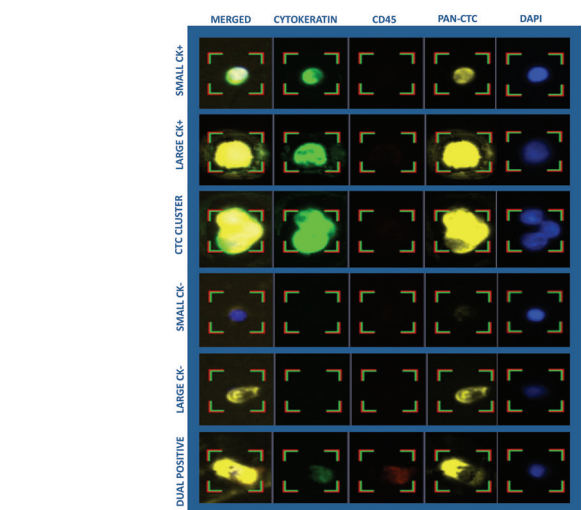 MERGED CYTOKERATIN CD45 PAN-CTC DAPI
SMALL CK+
LARGE CK+
CTC CLUSTER
SMALL CK-
LARGE CK-
DUAL POSITIVE